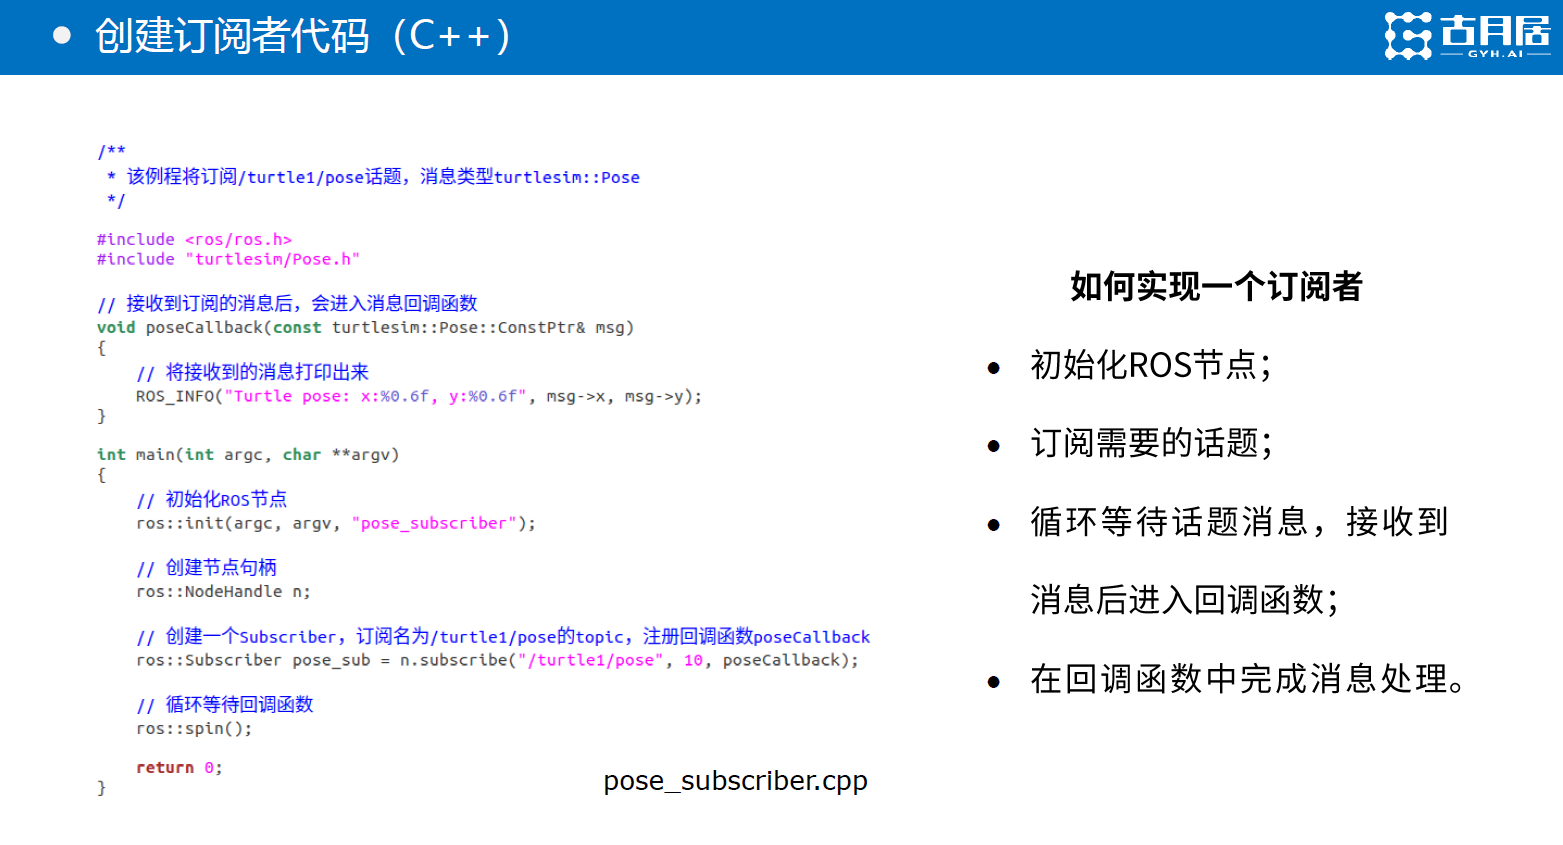 创建订阅者代码（C++）
古月居
GYH.AI
/**
 * 该例程将订阅/turtle1/pose话题，消息类型turtlesim::Pose
 */
#include <ros/ros.h>
#include "turtlesim/Pose.h"
// 接收到订阅的消息后，会进入消息回调函数
void poseCallback(const turtlesim::Pose::ConstPtr& msg)
{
    // 将接收到的消息打印出来
    ROS_INFO("Turtle pose: x:%0.6f, y:%0.6f", msg->x, msg->y);
}
int main(int argc, char **argv)
{
    // 初始化ROS节点
    ros::init(argc, argv, "pose_subscriber");
    // 创建节点句柄
    ros::NodeHandle n;
    // 创建一个Subscriber，订阅名为/turtle1/pose的topic，注册回调函数poseCallback
    ros::Subscriber pose_sub = n.subscribe("/turtle1/pose", 10, poseCallback);
    // 循环等待回调函数
    ros::spin();
    return 0;
}
pose_subscriber.cpp
如何实现一个订阅者
初始化ROS节点；
订阅需要的话题；
循环等待话题消息，接收到
消息后进入回调函数；
在回调函数中完成消息处理。